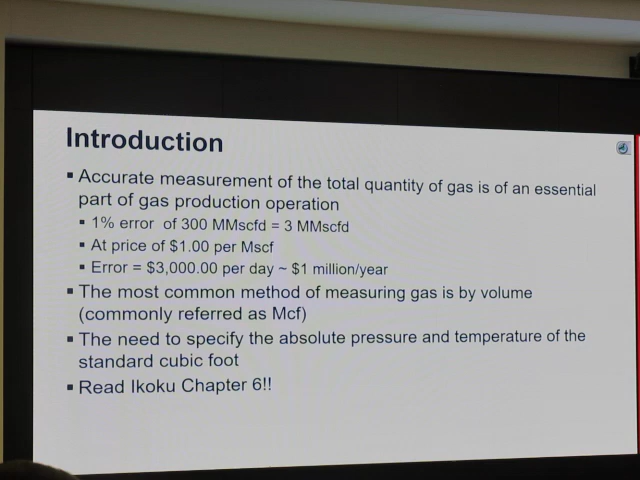 Introduction
▪ Accurate measurement of the total quantity of gas is of an essential
part of gas production operation
▪ 1% error of 300 MMscfd = 3 MMscfd
▪ At price of $1.00 per Mscf
▪ Error = $3,000.00 per day ~ $1 million/year
▪ The most common method of measuring gas is by volume
(commonly referred as Mcf)
▪ The need to specify the absolute pressure and temperature of the
standard cubic foot
▪ Read Ikoku Chapter 6!!